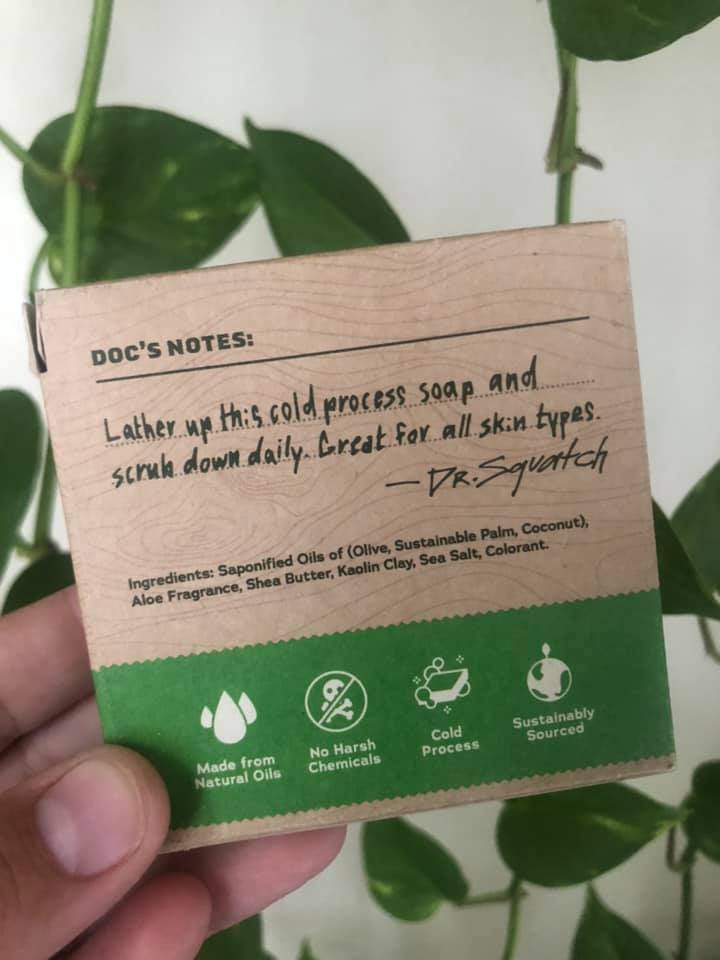 DOC'S NOTES:
Lather up this cold process soap and
scrub down daily. Great for all skin types.
— DR. Squatch
Ingredients: Saponified Oils of (Olive, Sustainable Palm, Coconut),
Aloe Fragrance, Shea Butter, Kaolin Clay, Sea Salt, Colorant.
Made from
Natural Oils
No Harsh
Chemicals
Cold
Process
Sustainably
Sourced